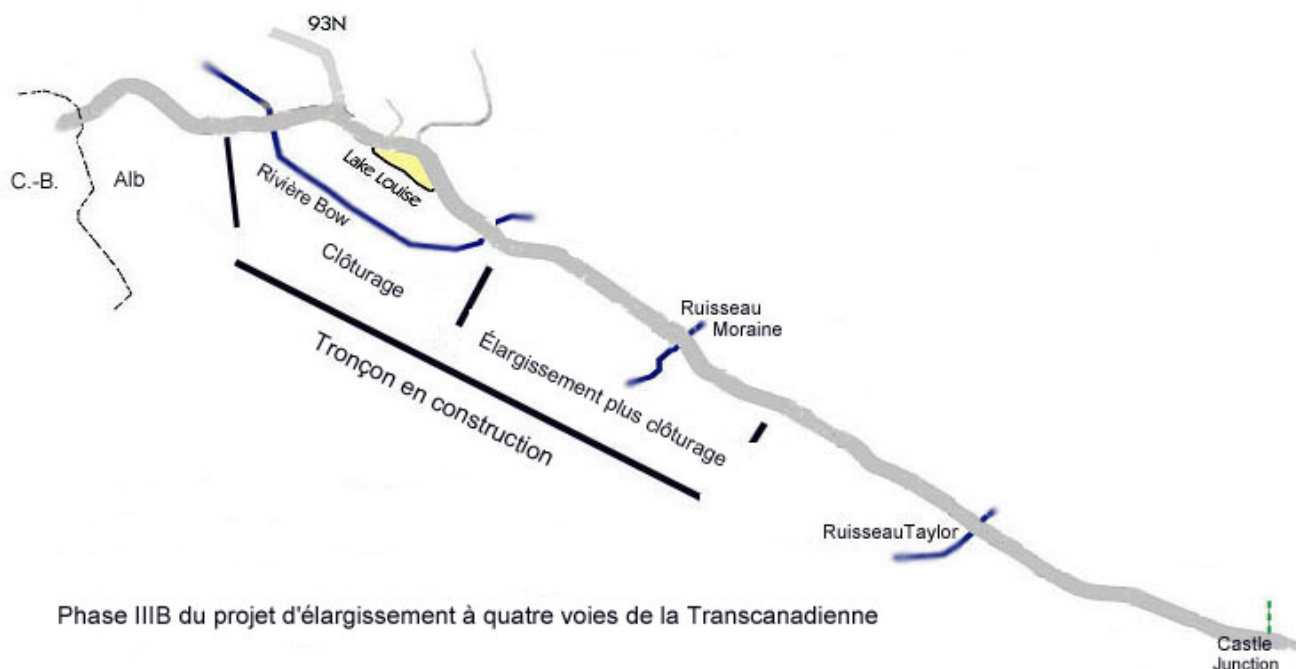 93N
C.-B.
Alb
Lake Louise
Rivière Bow
Clôturage
Ruisseau
Moraine
Élargissement plus clôturage
Tronçon en construction
RuisseauTaylor
Phase IIIB du projet d'élargissement à quatre voies de la Transcanadienne
Castle
Junction